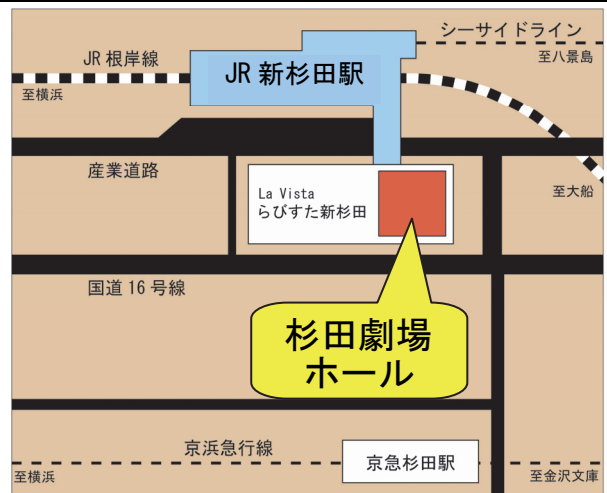 シーサイドライン
JR 根岸線
JR 新杉田駅
至八景島
至横浜
産業道路
La Vista
らびすた新杉田
至大船
国道 16 号線
杉田劇場
ホール
京浜急行線
京急杉田駅
至横浜
至金沢文庫